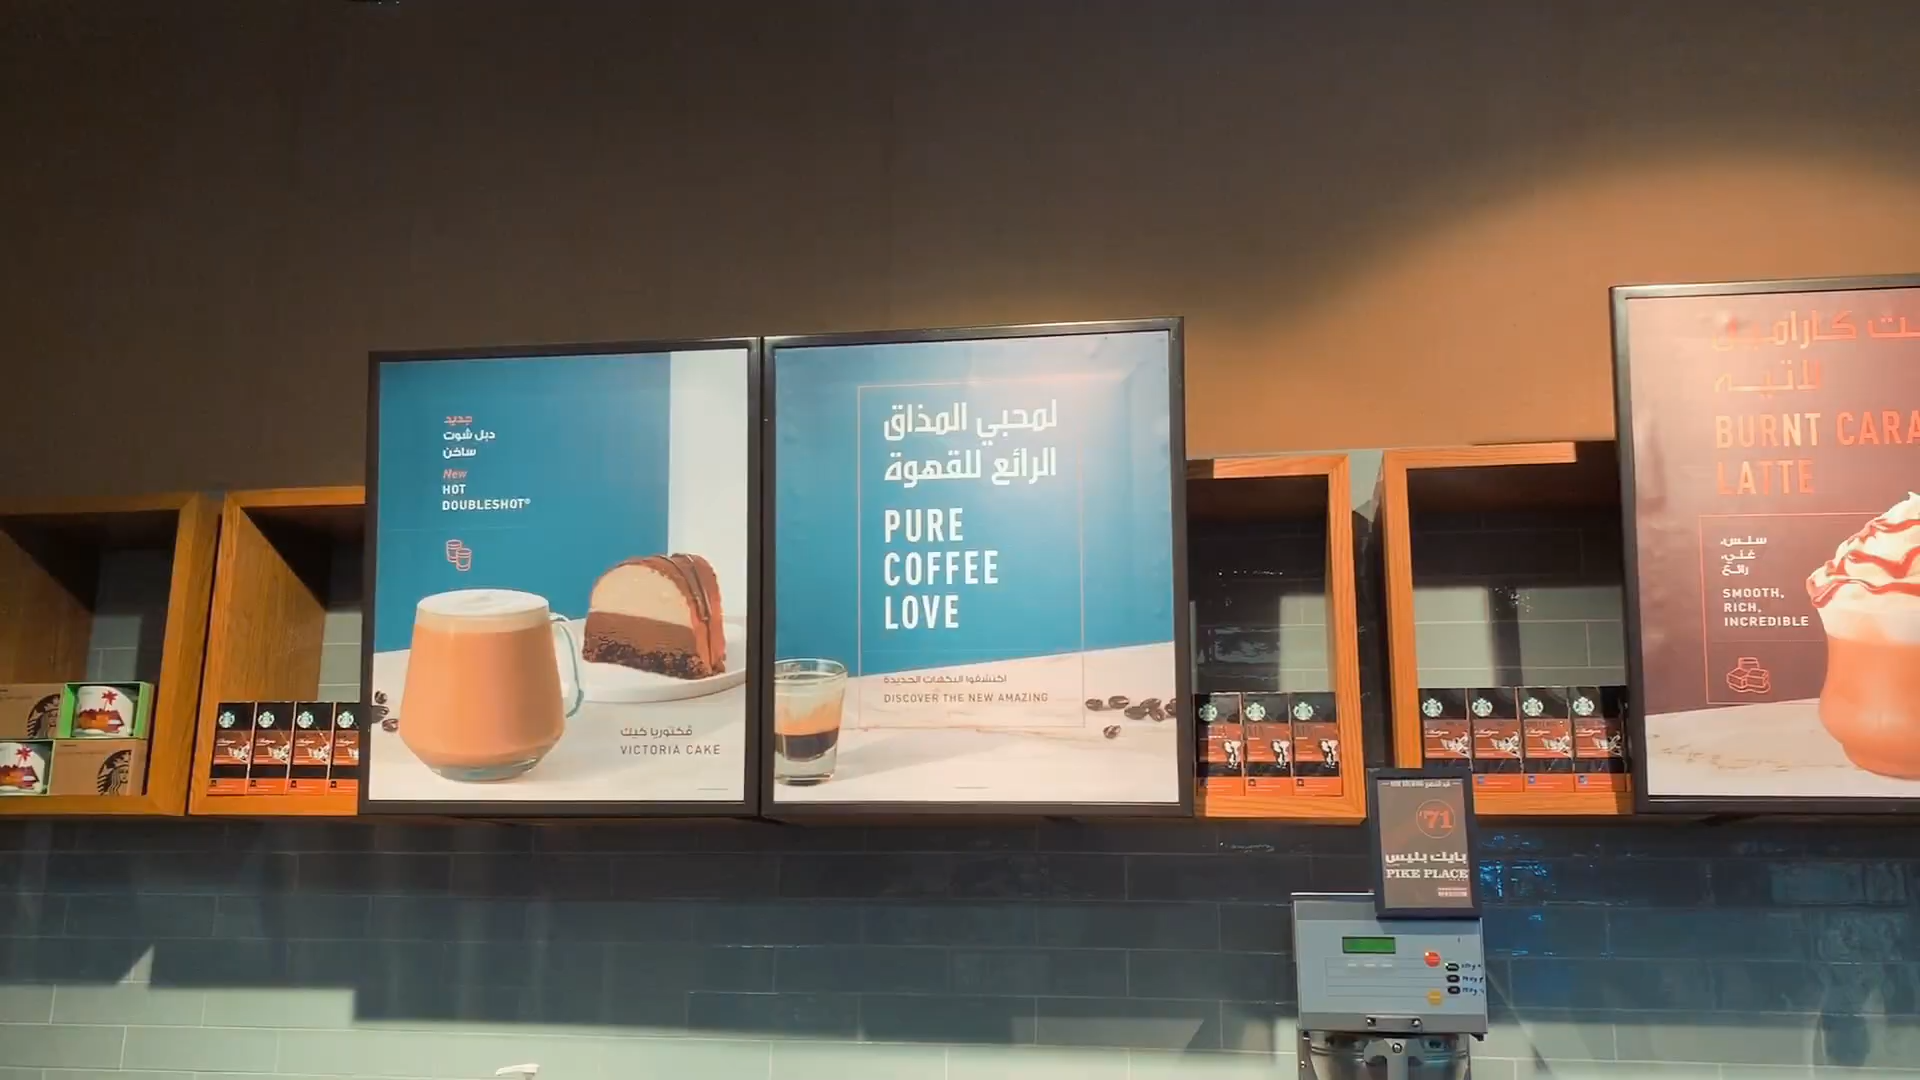 جديد
دبل شوت
ساخن
New
HOT
DOUBLESHOT®
ڤكتوريا كيك
VICTORIA CAKE
لمحبي المذاق
الرائع للقهوة
PURE
COFFEE
LOVE
اكتشفوا النكهات الجديدة
DISCOVER THE NEW AMAZING
ت كارامي
لاتيه
BURNT CARA
LATTE
سلس،
غني،
رائع
SMOOTH,
RICH,
INCREDIBLE
'71
بايك بليس
PIKE PLACE